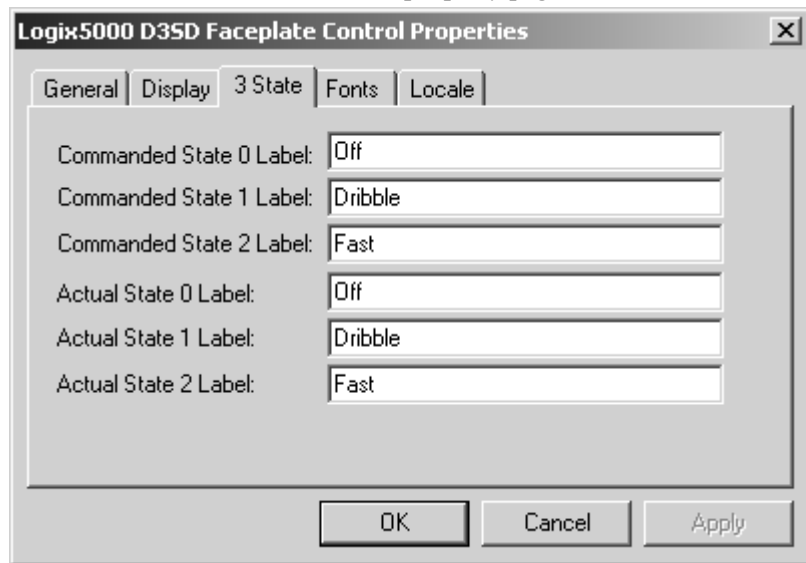 Logix5000 D3SD Faceplate Control Properties
General Display 3 State Fonts Locale
Commanded State 0 Label: Off
Commanded State 1 Label: Dribble
Commanded State 2 Label: Fast
Actual State 0 Label: Off
Actual State 1 Label: Dribble
Actual State 2 Label: Fast
OK Cancel Apply